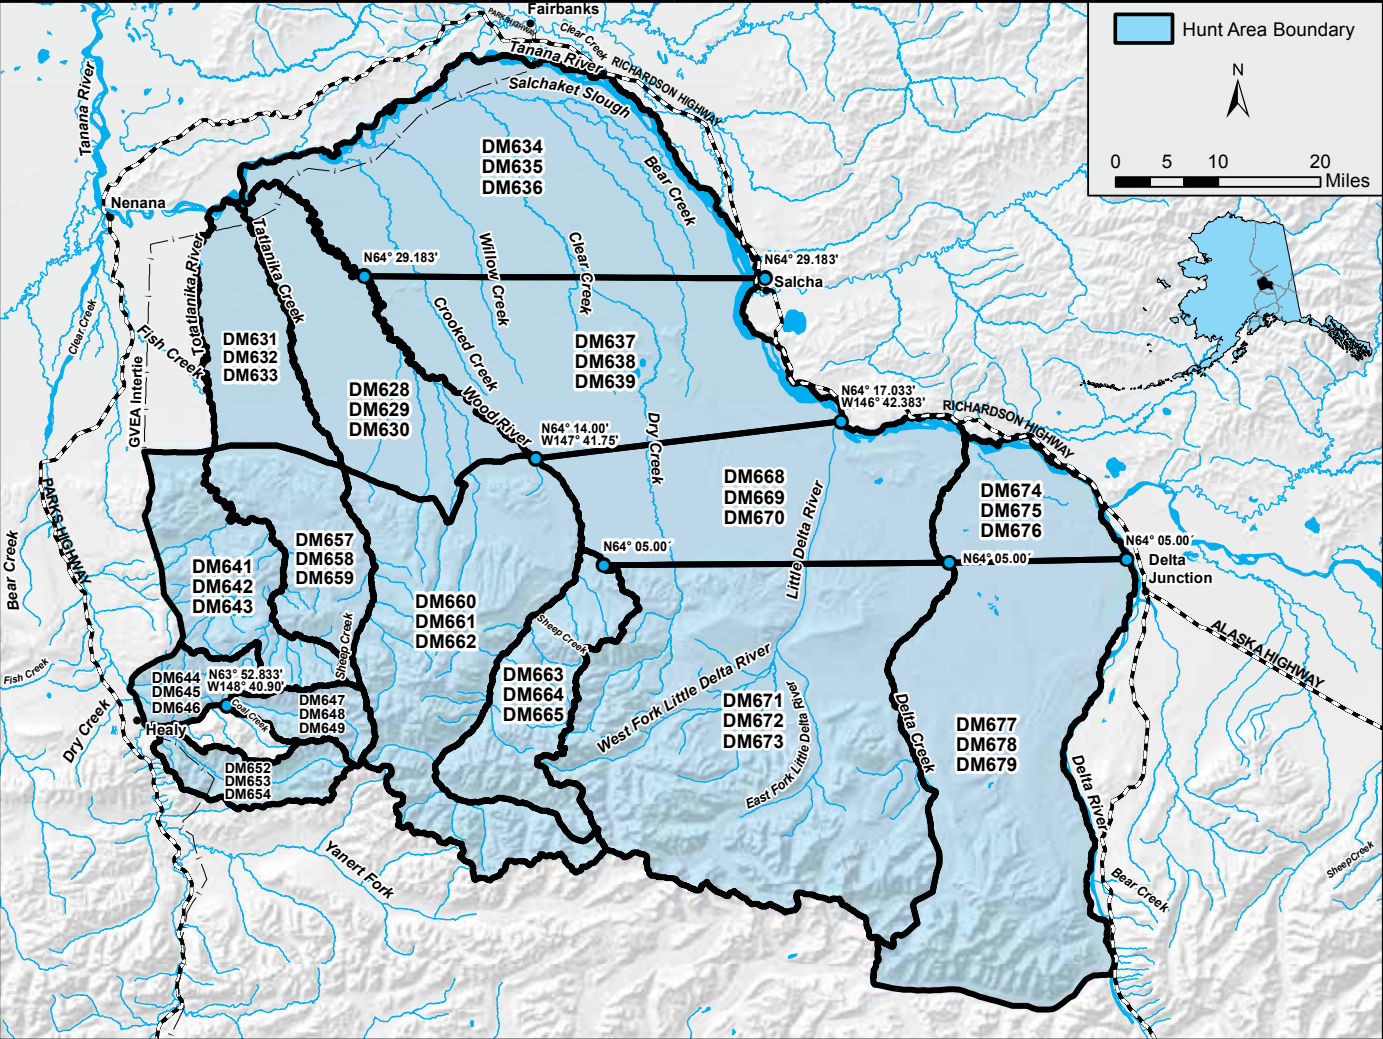 Fairbanks
PARKS HIGHWAY
Clear Creek
Tanana River
RICHARDSON HIGHWAY
Salchaket Slough
Hunt Area Boundary
N
0 5 10 20
Miles
Tanana River
DM634
DM635
DM636
Bear Creek
Nenana
Totatlanika River
Tatlanika Creek
Willow Creek
Clear Creek
N64° 29.183'
N64° 29.183'
Salcha
Clear Creek
Fish Creek
GVEA Intertie
DM631
DM632
DM633
Crooked Creek
DM637
DM638
DM639
DM628
DM629
DM630
Wood River
N64° 14.00'
W147° 41.75'
Dry Creek
N64° 17.033'
W146° 42.383'
RICHARDSON HIGHWAY
PARKS HIGHWAY
Bear Creek
DM668
DM669
DM670
Little Delta River
DM674
DM675
DM676
DM641
DM642
DM643
DM657
DM658
DM659
N64° 05.00'
N64° 05.00'
N64° 05.00'
Delta
Junction
DM660
DM661
DM662
Sheep Creek
Sheep Creek
ALASKA HIGHWAY
Fish Creek
DM644
DM645
DM646
N63° 52.833'
W148° 40.90'
Coal Creek
DM647
DM648
DM649
DM663
DM664
DM665
West Fork Little Delta River
DM671
DM672
DM673
East Fork Little Delta River
Delta Creek
DM677
DM678
DM679
Dry Creek
Healy
DM652
DM653
DM654
Delta River
Yanert Fork
Bear Creek
Sheep Creek